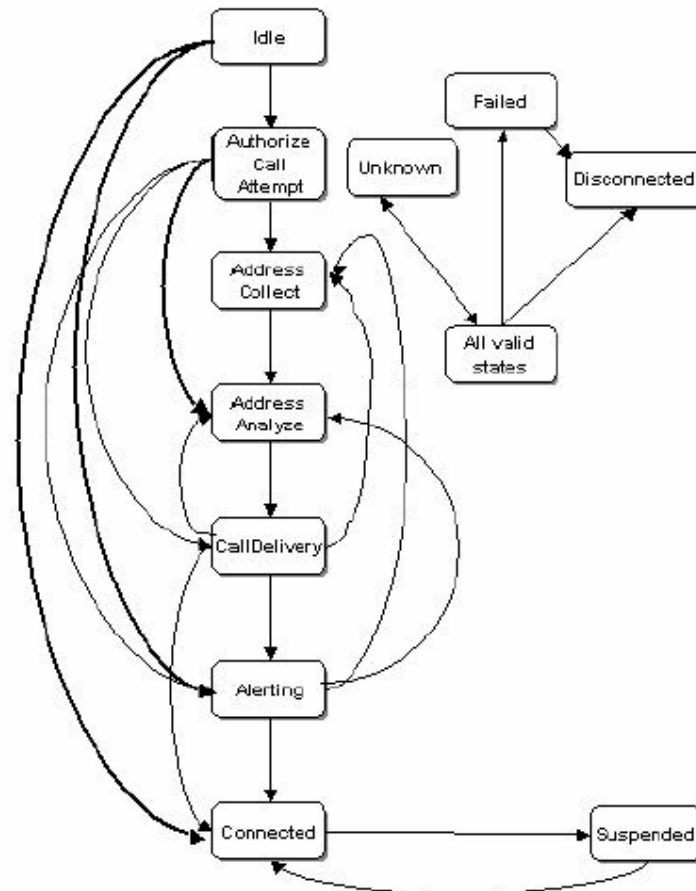 Idle
Failed
Authorize
Call
Attempt
Unknown
Disconnected
Address
Collect
All valid
states
Address
Analyze
CallDelivery
Alerting
Connected
Suspended